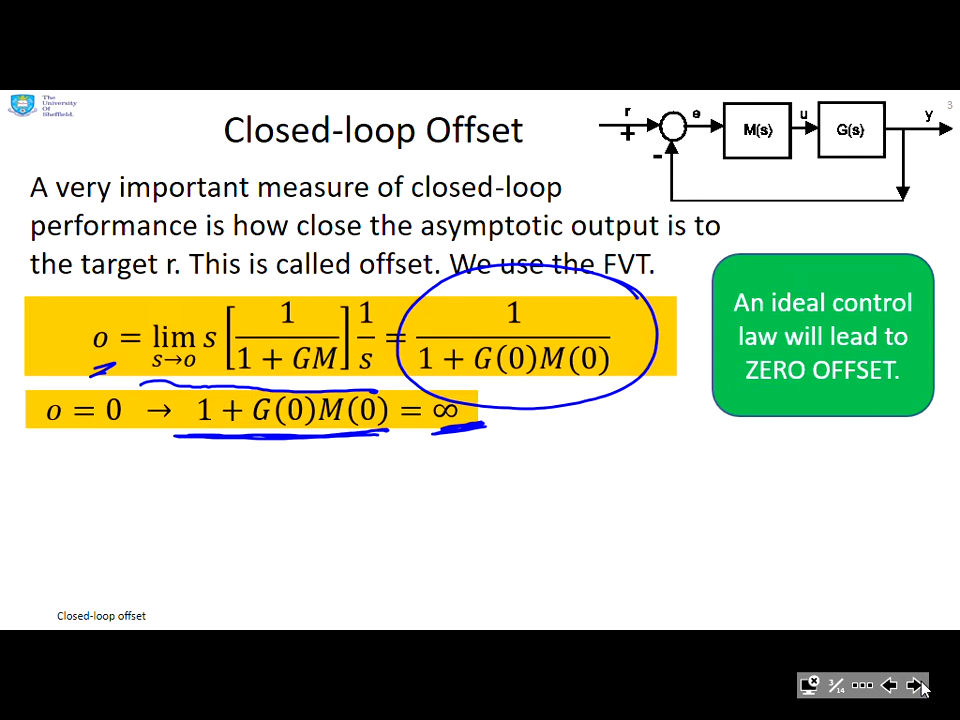 The
University
Of
Sheffield.
3
Closed-loop Offset
r
+
-
e
M(s)
u
G(s)
y
A very important measure of closed-loop
performance is how close the asymptotic output is to
the target r. This is called offset. We use the FVT.
o = lim s→o s [ 1 / 1 + GM ] 1 / s = 1 / 1 + G(0)M(0)
o = 0 → 1 + G(0)M(0) = ∞
An ideal control
law will lead to
ZERO OFFSET.
Closed-loop offset
3/14